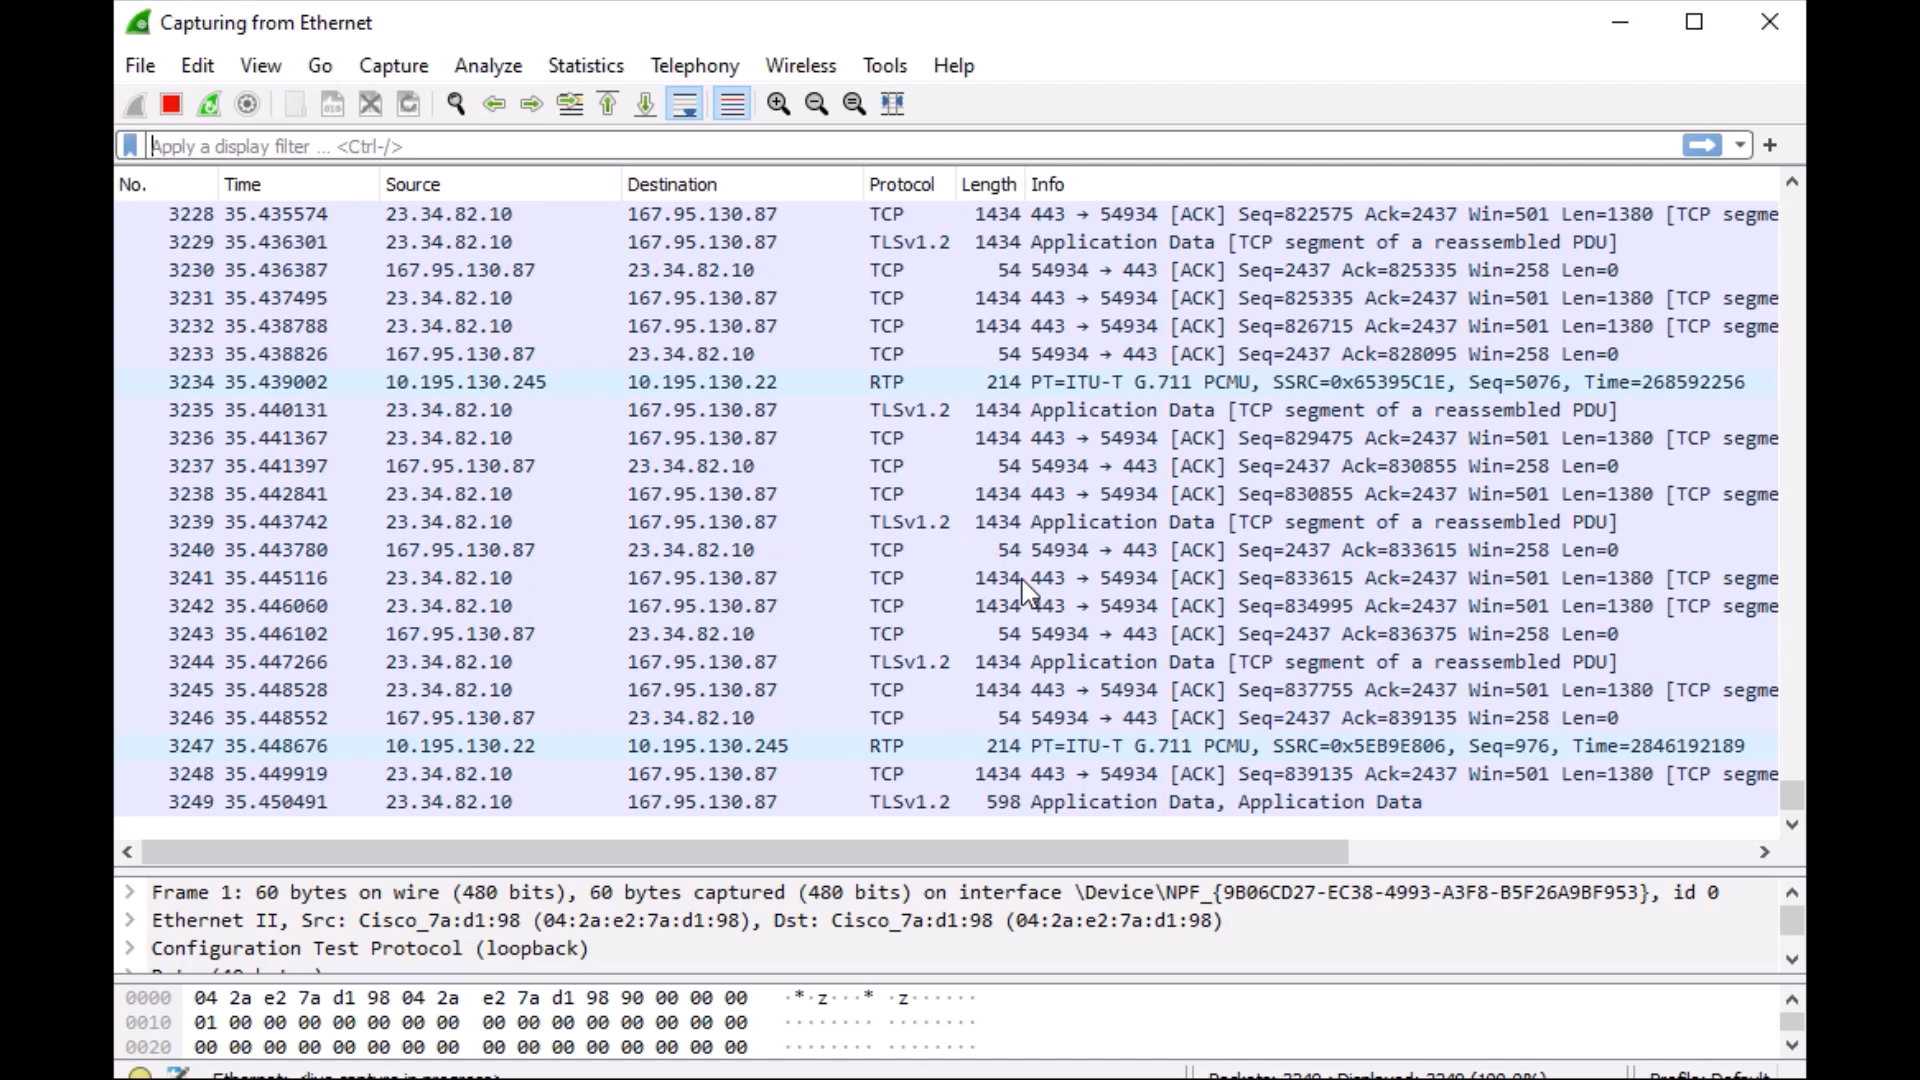 Capturing from Ethernet
File Edit View Go Capture Analyze Statistics Telephony Wireless Tools Help
Apply a display filter ... <Ctrl-/>
No. Time Source Destination Protocol Length Info
3228 35.435574 23.34.82.10 167.95.130.87 TCP 1434 443 → 54934 [ACK] Seq=822575 Ack=2437 Win=501 Len=1380 [TCP segme
3229 35.436301 23.34.82.10 167.95.130.87 TLSv1.2 1434 Application Data [TCP segment of a reassembled PDU]
3230 35.436387 167.95.130.87 23.34.82.10 TCP 54 54934 → 443 [ACK] Seq=2437 Ack=825335 Win=258 Len=0
3231 35.437495 23.34.82.10 167.95.130.87 TCP 1434 443 → 54934 [ACK] Seq=825335 Ack=2437 Win=501 Len=1380 [TCP segme
3232 35.438788 23.34.82.10 167.95.130.87 TCP 1434 443 → 54934 [ACK] Seq=826715 Ack=2437 Win=501 Len=1380 [TCP segme
3233 35.438826 167.95.130.87 23.34.82.10 TCP 54 54934 → 443 [ACK] Seq=2437 Ack=828095 Win=258 Len=0
3234 35.439002 10.195.130.245 10.195.130.22 RTP 214 PT=ITU-T G.711 PCMU, SSRC=0x65395C1E, Seq=5076, Time=268592256
3235 35.440131 23.34.82.10 167.95.130.87 TLSv1.2 1434 Application Data [TCP segment of a reassembled PDU]
3236 35.441367 23.34.82.10 167.95.130.87 TCP 1434 443 → 54934 [ACK] Seq=829475 Ack=2437 Win=501 Len=1380 [TCP segme
3237 35.441397 167.95.130.87 23.34.82.10 TCP 54 54934 → 443 [ACK] Seq=2437 Ack=830855 Win=258 Len=0
3238 35.442841 23.34.82.10 167.95.130.87 TCP 1434 443 → 54934 [ACK] Seq=830855 Ack=2437 Win=501 Len=1380 [TCP segme
3239 35.443742 23.34.82.10 167.95.130.87 TLSv1.2 1434 Application Data [TCP segment of a reassembled PDU]
3240 35.443780 167.95.130.87 23.34.82.10 TCP 54 54934 → 443 [ACK] Seq=2437 Ack=833615 Win=258 Len=0
3241 35.445116 23.34.82.10 167.95.130.87 TCP 1434 443 → 54934 [ACK] Seq=833615 Ack=2437 Win=501 Len=1380 [TCP segme
3242 35.446060 23.34.82.10 167.95.130.87 TCP 1434 443 → 54934 [ACK] Seq=834995 Ack=2437 Win=501 Len=1380 [TCP segme
3243 35.446102 167.95.130.87 23.34.82.10 TCP 54 54934 → 443 [ACK] Seq=2437 Ack=836375 Win=258 Len=0
3244 35.447266 23.34.82.10 167.95.130.87 TLSv1.2 1434 Application Data [TCP segment of a reassembled PDU]
3245 35.448528 23.34.82.10 167.95.130.87 TCP 1434 443 → 54934 [ACK] Seq=837755 Ack=2437 Win=501 Len=1380 [TCP segme
3246 35.448552 167.95.130.87 23.34.82.10 TCP 54 54934 → 443 [ACK] Seq=2437 Ack=839135 Win=258 Len=0
3247 35.448676 10.195.130.22 10.195.130.245 RTP 214 PT=ITU-T G.711 PCMU, SSRC=0x5EB9E806, Seq=976, Time=2846192189
3248 35.449919 23.34.82.10 167.95.130.87 TCP 1434 443 → 54934 [ACK] Seq=839135 Ack=2437 Win=501 Len=1380 [TCP segme
3249 35.450491 23.34.82.10 167.95.130.87 TLSv1.2 598 Application Data, Application Data
Frame 1: 60 bytes on wire (480 bits), 60 bytes captured (480 bits) on interface \Device\NPF_{9B06CD27-EC38-4993-A3F8-B5F26A9BF953}, id 0
Ethernet II, Src: Cisco_7a:d1:98 (04:2a:e2:7a:d1:98), Dst: Cisco_7a:d1:98 (04:2a:e2:7a:d1:98)
Configuration Test Protocol (loopback)
0000 04 2a e2 7a d1 98 04 2a e2 7a d1 98 90 00 00 00 ·*·z···* ·z······
0010 01 00 00 00 00 00 00 00 00 00 00 00 00 00 00 00 ········ ········
0020 00 00 00 00 00 00 00 00 00 00 00 00 00 00 00 00 ········ ········
Ethernet: <live capture in progress> Packets: 3249 · Displayed: 3249 (100.0%) Profile: Default